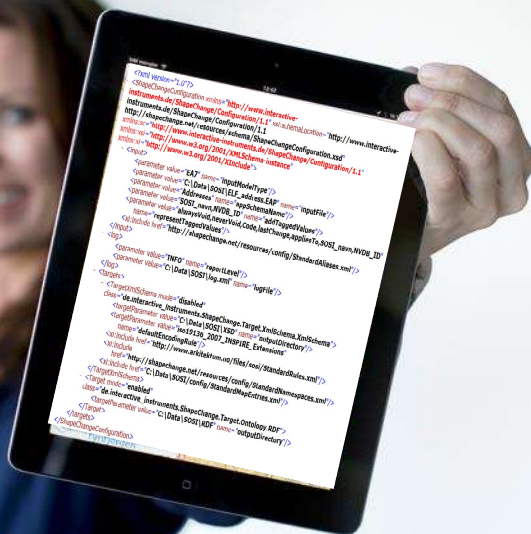 12:42
<?xml version="1.0"?>
<ShapeChangeConfiguration xmlns="http://www.interactive-
instruments.de/ShapeChange/Configuration/1.1" xsi:schemaLocation="http://www.interactive-
instruments.de/ShapeChange/Configuration/1.1
http://shapechange.net/resources/schema/ShapeChangeConfiguration.xsd"
xmlns:sc="http://www.interactive-instruments.de/ShapeChange/Configuration/1.1"
xmlns:xsi="http://www.w3.org/2001/XMLSchema-instance"
xmlns:xi="http://www.w3.org/2001/XInclude">
- <input>
<parameter value="EA7" name="inputModelType"/>
<parameter value="C:\Data\SOSI\ELF_address.EAP" name="inputFile"/>
<parameter value="Addresses" name="appSchemaName"/>
<parameter value="SOSI_navn,NVDB_ID" name="addTaggedValues"/>
<parameter value="alwaysVoid,neverVoid,Code,lastChange,appliesTo,SOSI_navn,NVDB_ID"
name="representTaggedValues"/>
<xi:include href="http://shapechange.net/resources/config/StandardAliases.xml"/>
</input>
- <log>
<parameter value="INFO" name="reportLevel"/>
<parameter value="C:\Data\SOSI\log.xml" name="logFile"/>
</log>
- <targets>
- <TargetXmlSchema mode="disabled"
class="de.interactive_instruments.ShapeChange.Target.XmlSchema.XmlSchema">
<targetParameter value="C:\Data\SOSI\XSD" name="outputDirectory"/>
<targetParameter value="iso19136_2007_INSPIRE_Extensions"
name="defaultEncodingRule"/>
<xi:include href="http://www.arkitektum.no/files/sosi/StandardRules.xml"/>
<xi:include
href="http://shapechange.net/resources/config/StandardNamespaces.xml"/>
<xi:include href="C:\Data\SOSI/config/StandardMapEntries.xml"/>
</TargetXmlSchema>
- <Target mode="enabled"
class="de.interactive_instruments.ShapeChange.Target.Ontology.RDF">
<targetParameter value="C:\Data\SOSI\RDF" name="outputDirectory"/>
</Target>
</targets>
</ShapeChangeConfiguration>